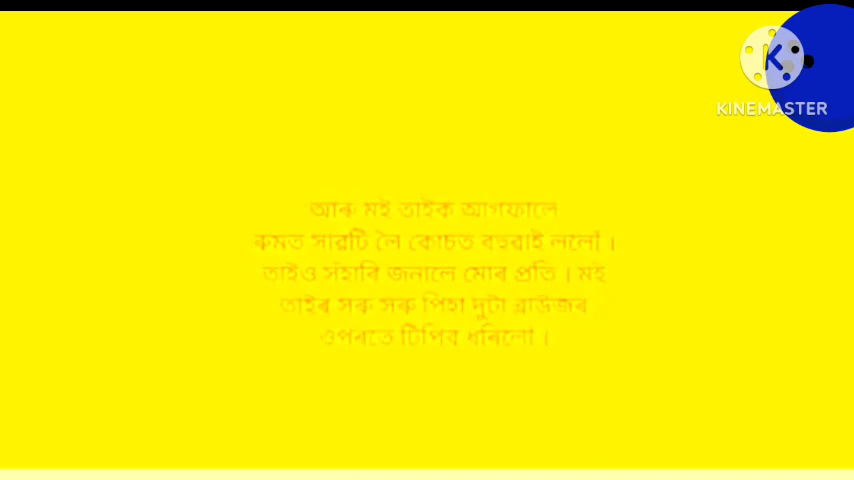 KINEMASTER
আৰু মই তাইক আগফালে
ৰুমত সাৱটি লৈ কোচত বহুৱাই ললোঁ ।
তাইও সঁহাৰি জনালে মোৰ প্ৰতি । মই
তাইৰ সৰু সৰু পিহা দুটা ব্লাউজৰ
ওপৰতে টিপিব ধৰিলো ।